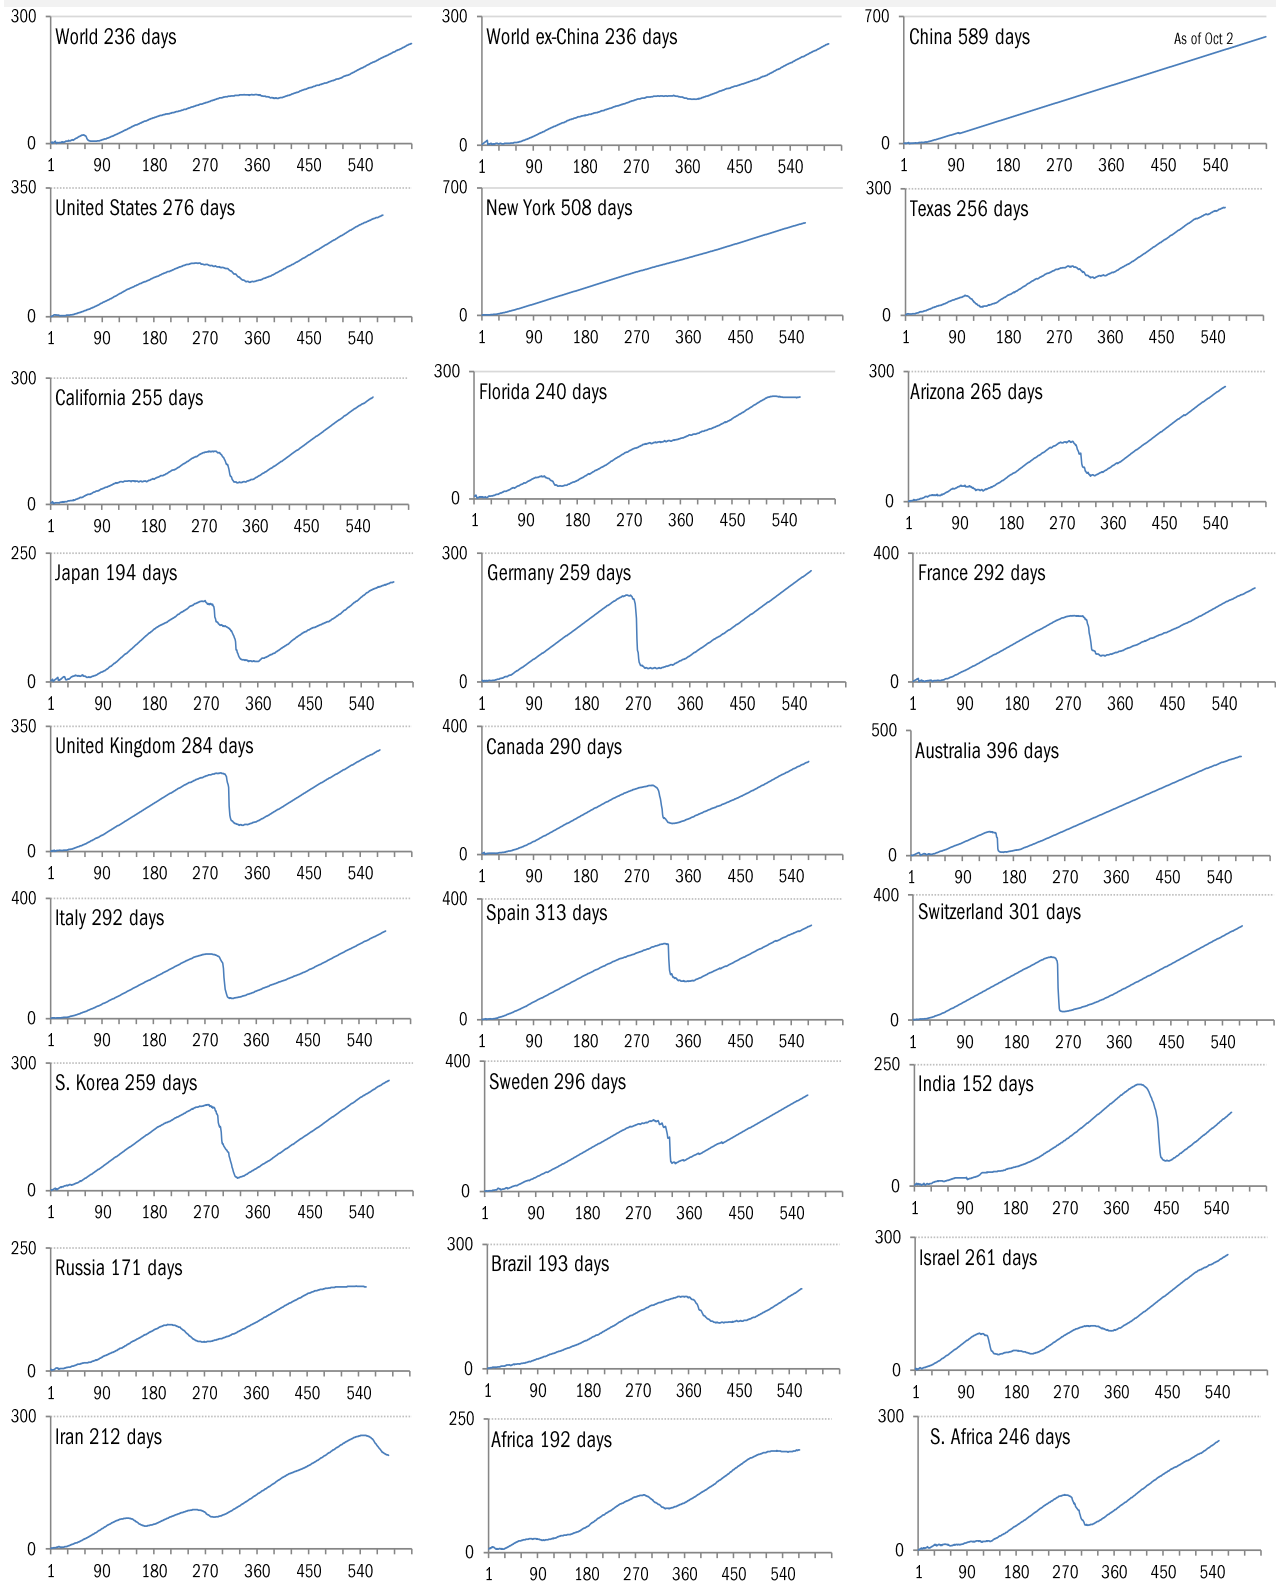 300
World 236 days
0
1 90 180 270 360 450 540
300
World ex-China 236 days
0
1 90 180 270 360 450 540
700
China 589 days
As of Oct 2
0
1 90 180 270 360 450 540
350
United States 276 days
0
1 90 180 270 360 450 540
700
New York 508 days
0
1 90 180 270 360 450 540
300
Texas 256 days
0
1 90 180 270 360 450 540
300
California 255 days
0
1 90 180 270 360 450 540
300
Florida 240 days
0
1 90 180 270 360 450 540
300
Arizona 265 days
0
1 90 180 270 360 450 540
250
Japan 194 days
0
1 90 180 270 360 450 540
300
Germany 259 days
0
1 90 180 270 360 450 540
400
France 292 days
0
1 90 180 270 360 450 540
350
United Kingdom 284 days
0
1 90 180 270 360 450 540
400
Canada 290 days
0
1 90 180 270 360 450 540
500
Australia 396 days
0
1 90 180 270 360 450 540
400
Italy 292 days
0
1 90 180 270 360 450 540
400
Spain 313 days
0
1 90 180 270 360 450 540
400
Switzerland 301 days
0
1 90 180 270 360 450 540
300
S. Korea 259 days
0
1 90 180 270 360 450 540
400
Sweden 296 days
0
1 90 180 270 360 450 540
250
India 152 days
0
1 90 180 270 360 450 540
250
Russia 171 days
0
1 90 180 270 360 450 540
300
Brazil 193 days
0
1 90 180 270 360 450 540
300
Israel 261 days
0
1 90 180 270 360 450 540
300
Iran 212 days
0
1 90 180 270 360 450 540
250
Africa 192 days
0
1 90 180 270 360 450 540
300
S. Africa 246 days
0
1 90 180 270 360 450 540